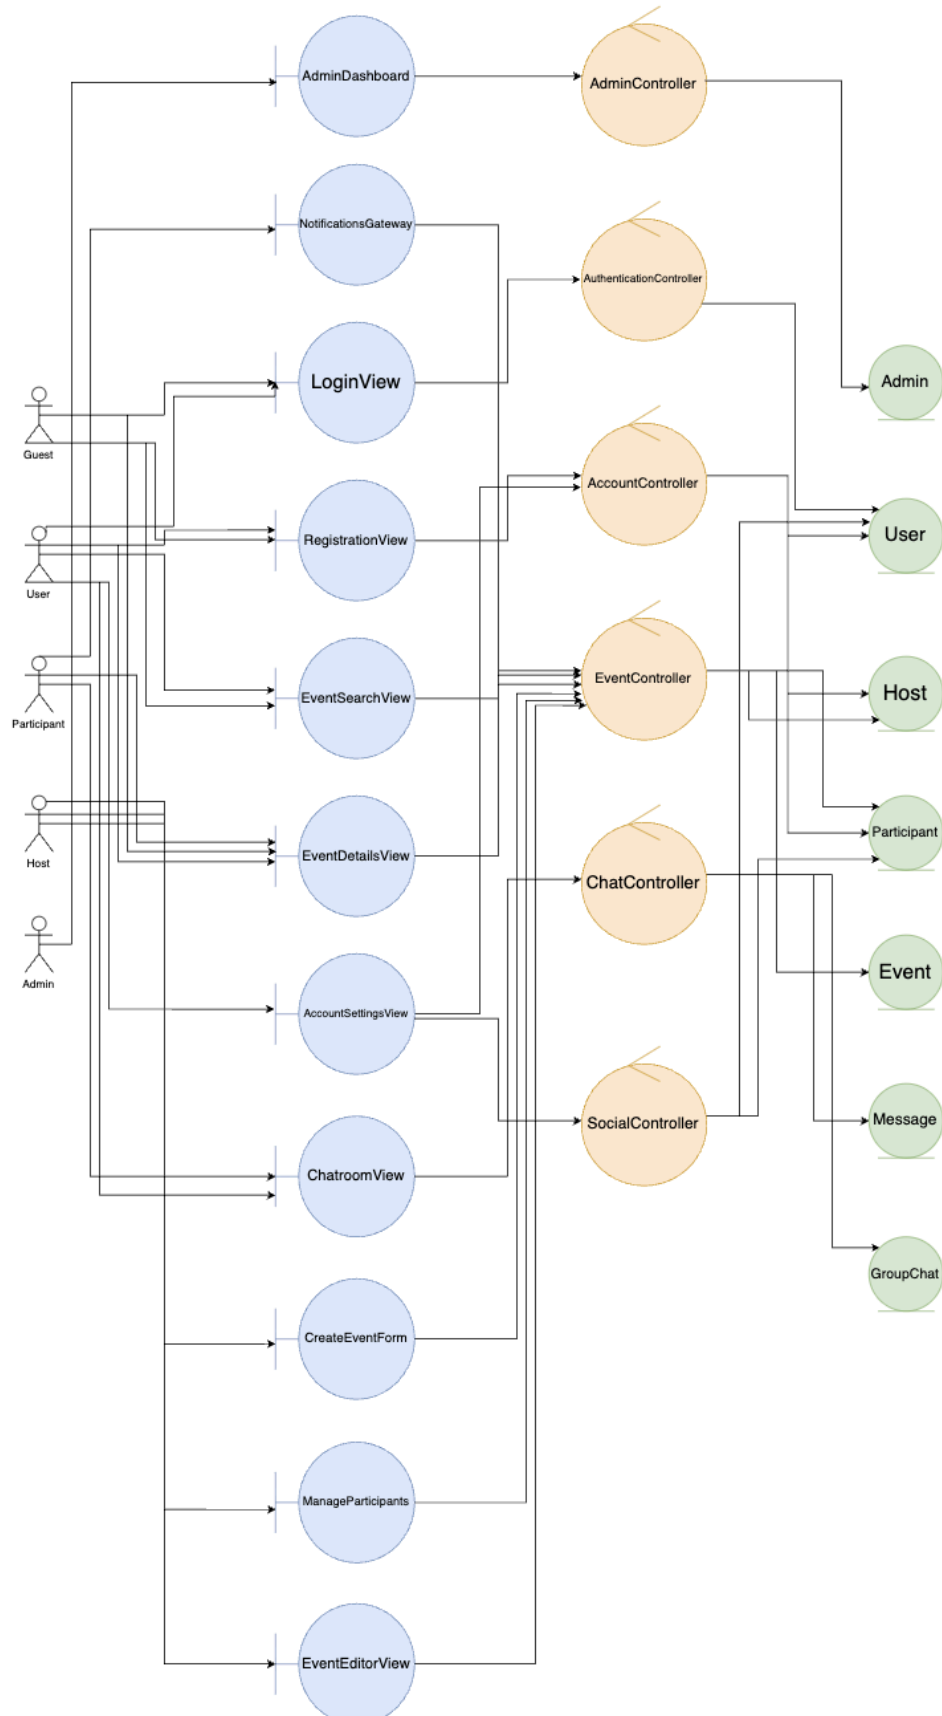 AdminDashboard
AdminController
NotificationsGateway
AuthenticationController
LoginView
Admin
Guest
RegistrationView
AccountController
User
User
EventSearchView
EventController
Host
Participant
Participant
Host
EventDetailsView
ChatController
Event
Admin
AccountSettingsView
SocialController
Message
ChatroomView
GroupChat
CreateEventForm
ManageParticipants
EventEditorView